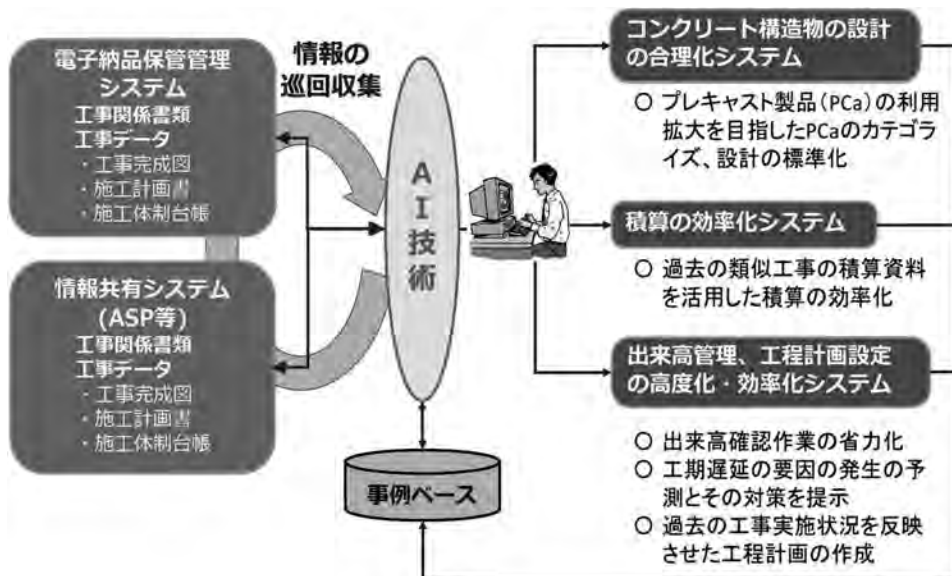 電子納品保管管理
システム
工事関係書類
工事データ
・工事完成図
・施工計画書
・施工体制台帳
情報共有システム
(ASP等)
工事関係書類
工事データ
・工事完成図
・施工計画書
・施工体制台帳
情報の
巡回収集
AI技術
事例ベース
コンクリート構造物の設計
の合理化システム
○ プレキャスト製品(PCa)の利用
拡大を目指したPCaのカテゴラ
イズ、設計の標準化
積算の効率化システム
○ 過去の類似工事の積算資料
を活用した積算の効率化
出来高管理、工程計画設定
の高度化・効率化システム
○ 出来高確認作業の省力化
○ 工期遅延の要因の発生の予
測とその対策を提示
○ 過去の工事実施状況を反映
させた工程計画の作成